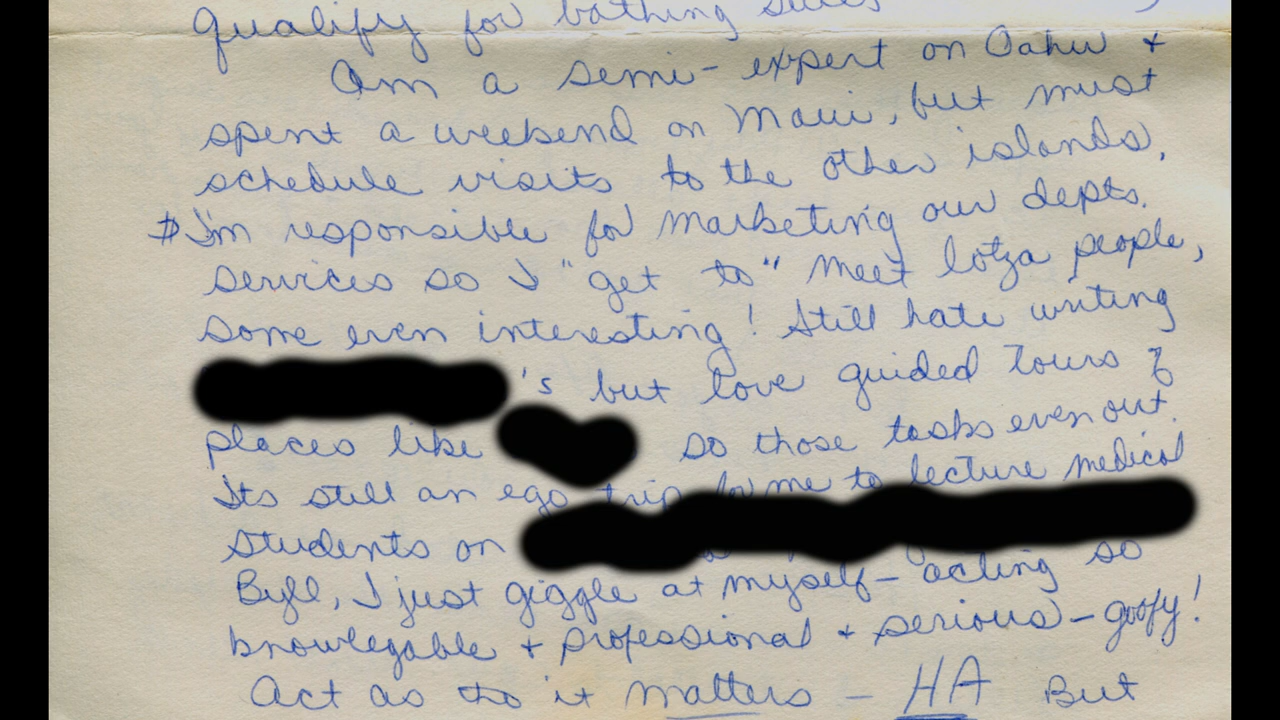 qualify for bathing suits
Am a semi-expert on Oahu +
spent a weekend on Maui, but must
schedule visits to the other islands.
I'm responsible for marketing our depts.
services so I "get to" meet lotza people,
some even interesting! Still hate writing
's but love guided tours of
places like so those tasks even out.
Its still an ego trip for me to lecture medical
students on
Byll, I just giggle at myself - acting so
knowlegable + professional + serious - goofy!
Act as tho it matters - HA But